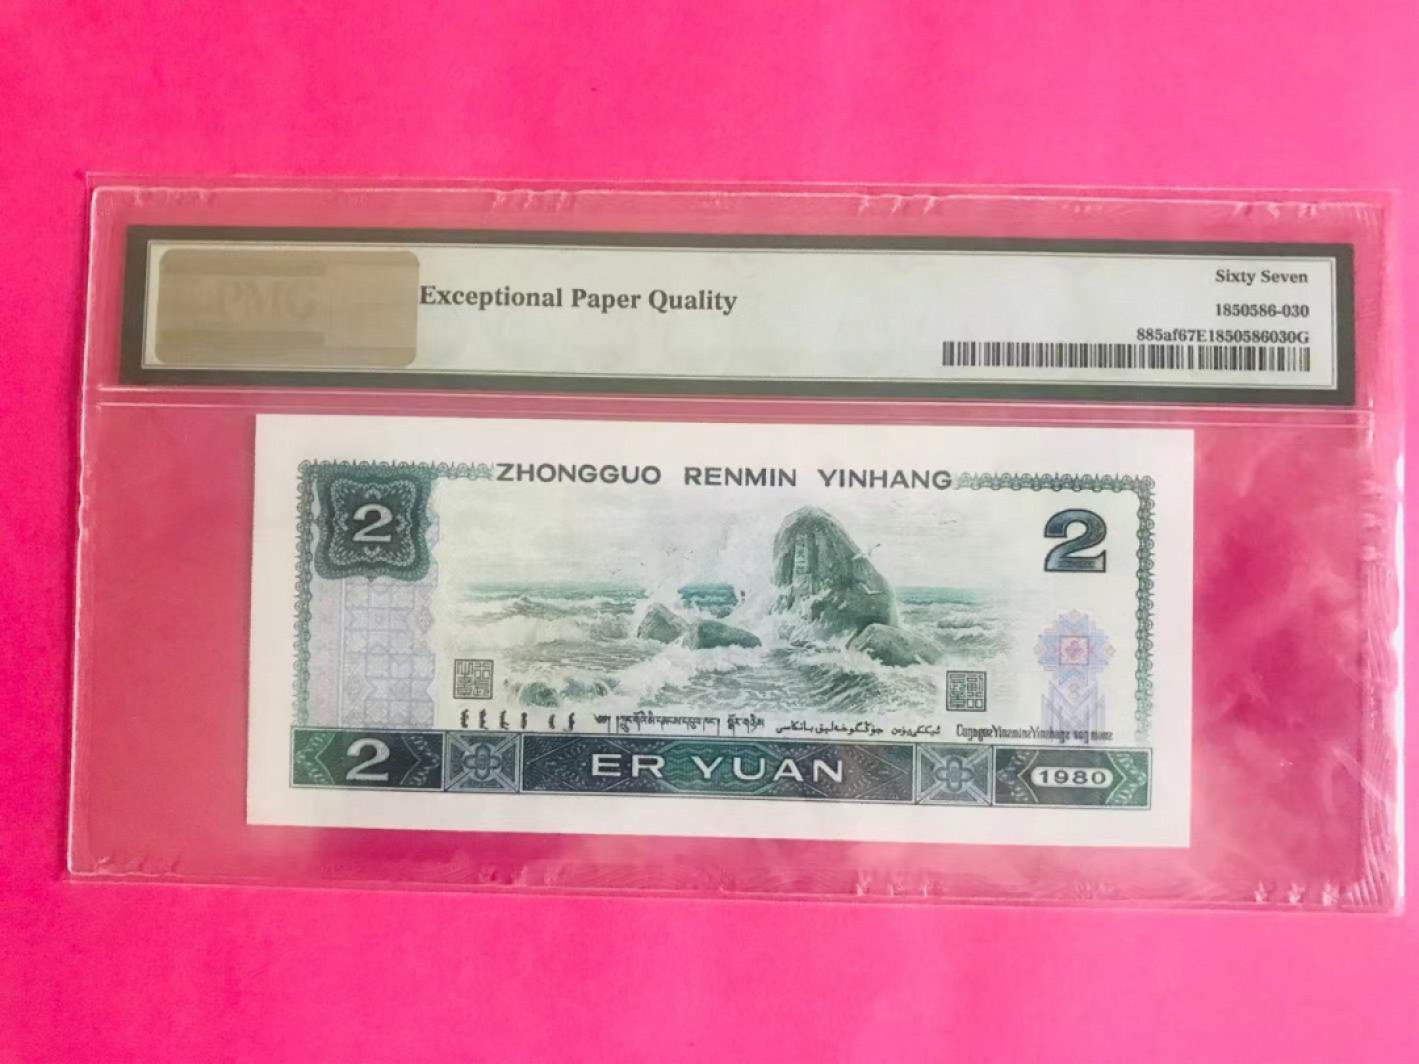 PMG
Exceptional Paper Quality
Sixty Seven
1850586-030
885af67E1850586030G
ZHONGGUO RENMIN YINHANG
2
2
2
ER YUAN
1980